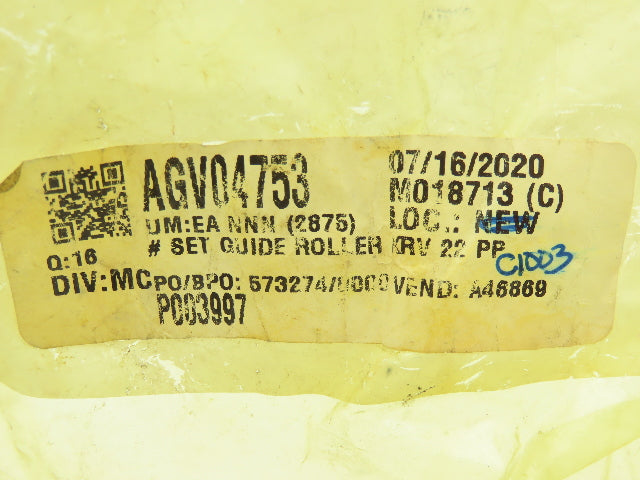 AGV04753
07/16/2020
M018713 (C)
UM:EA NNN (2875)
LOC.: NEW
# SET GUIDE ROLLER KRV 22 PP
C1003
Q:16
DIV:MC
PO/BPO: 573274/0000
VEND: A46869
P003997